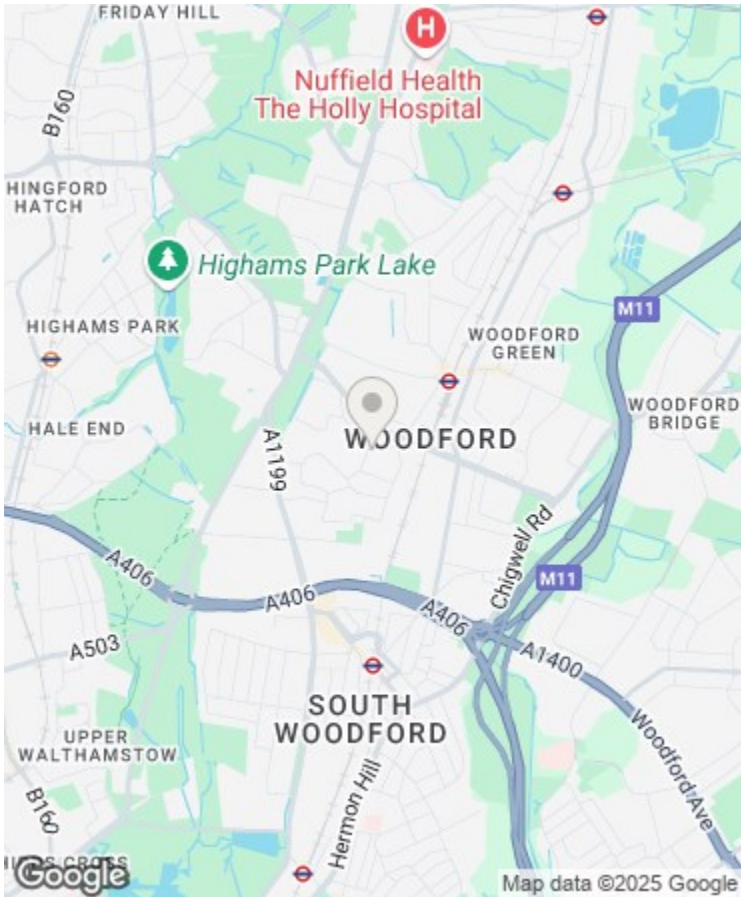 FRIDAY HILL
H
Nuffield Health
The Holly Hospital
B160
HINGFORD
HATCH
Highams Park Lake
M11
HIGHAMS PARK
WOODFORD
GREEN
HALE END
WOODFORD
BRIDGE
WOODFORD
A1199
Chigwell Rd
A406
A406
M11
A406
A503
A1400
SOUTH
WOODFORD
UPPER
WALTHAMSTOW
Woodford Ave
Hermon Hill
B160
CROSS
Google
Map data ©2025 Google